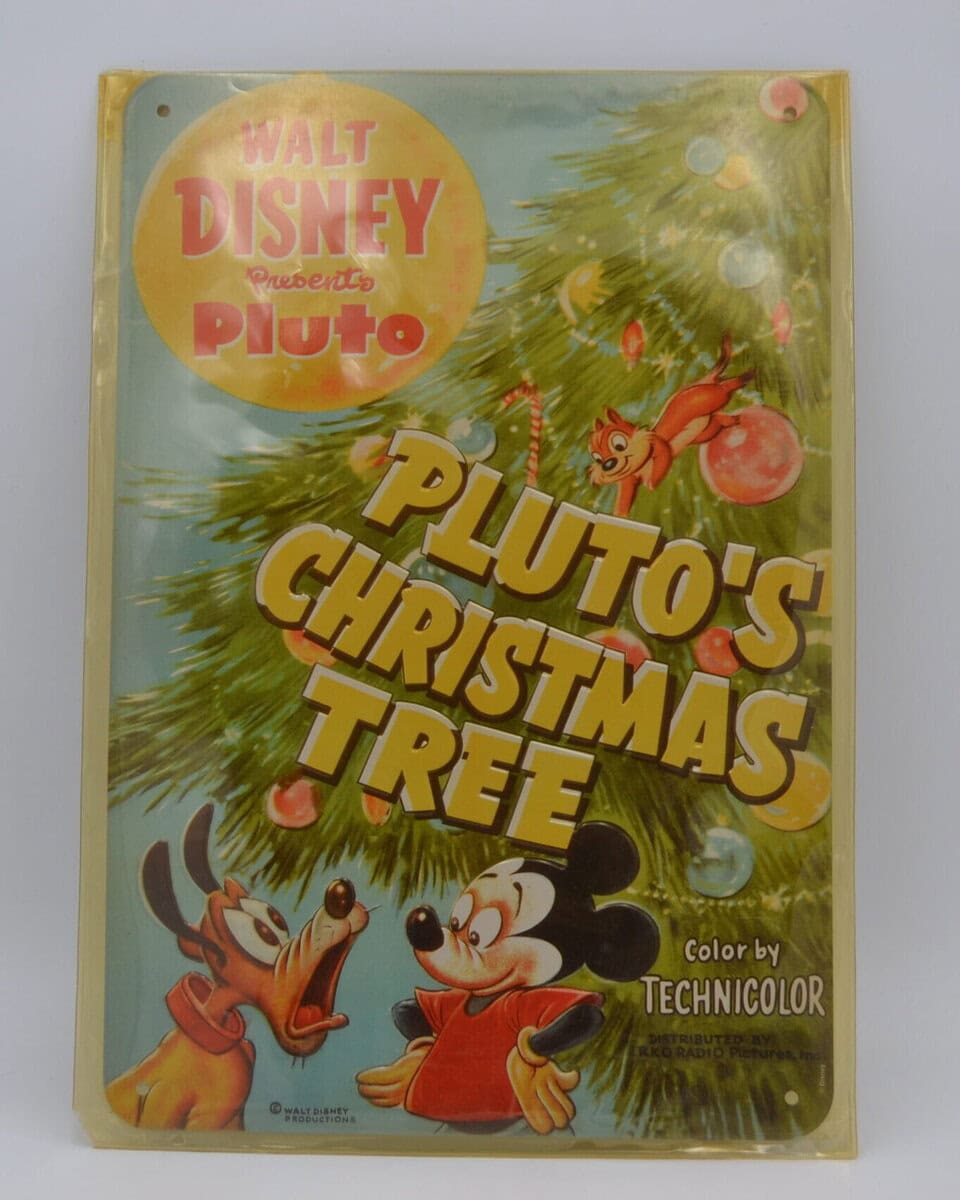 WALT
DISNEY
Presents
Pluto
PLUTO'S
CHRISTMAS
TREE
Color by
TECHNICOLOR
DISTRIBUTED BY
RKO RADIO Pictures, Inc.
Disney
© WALT DISNEY
PRODUCTIONS